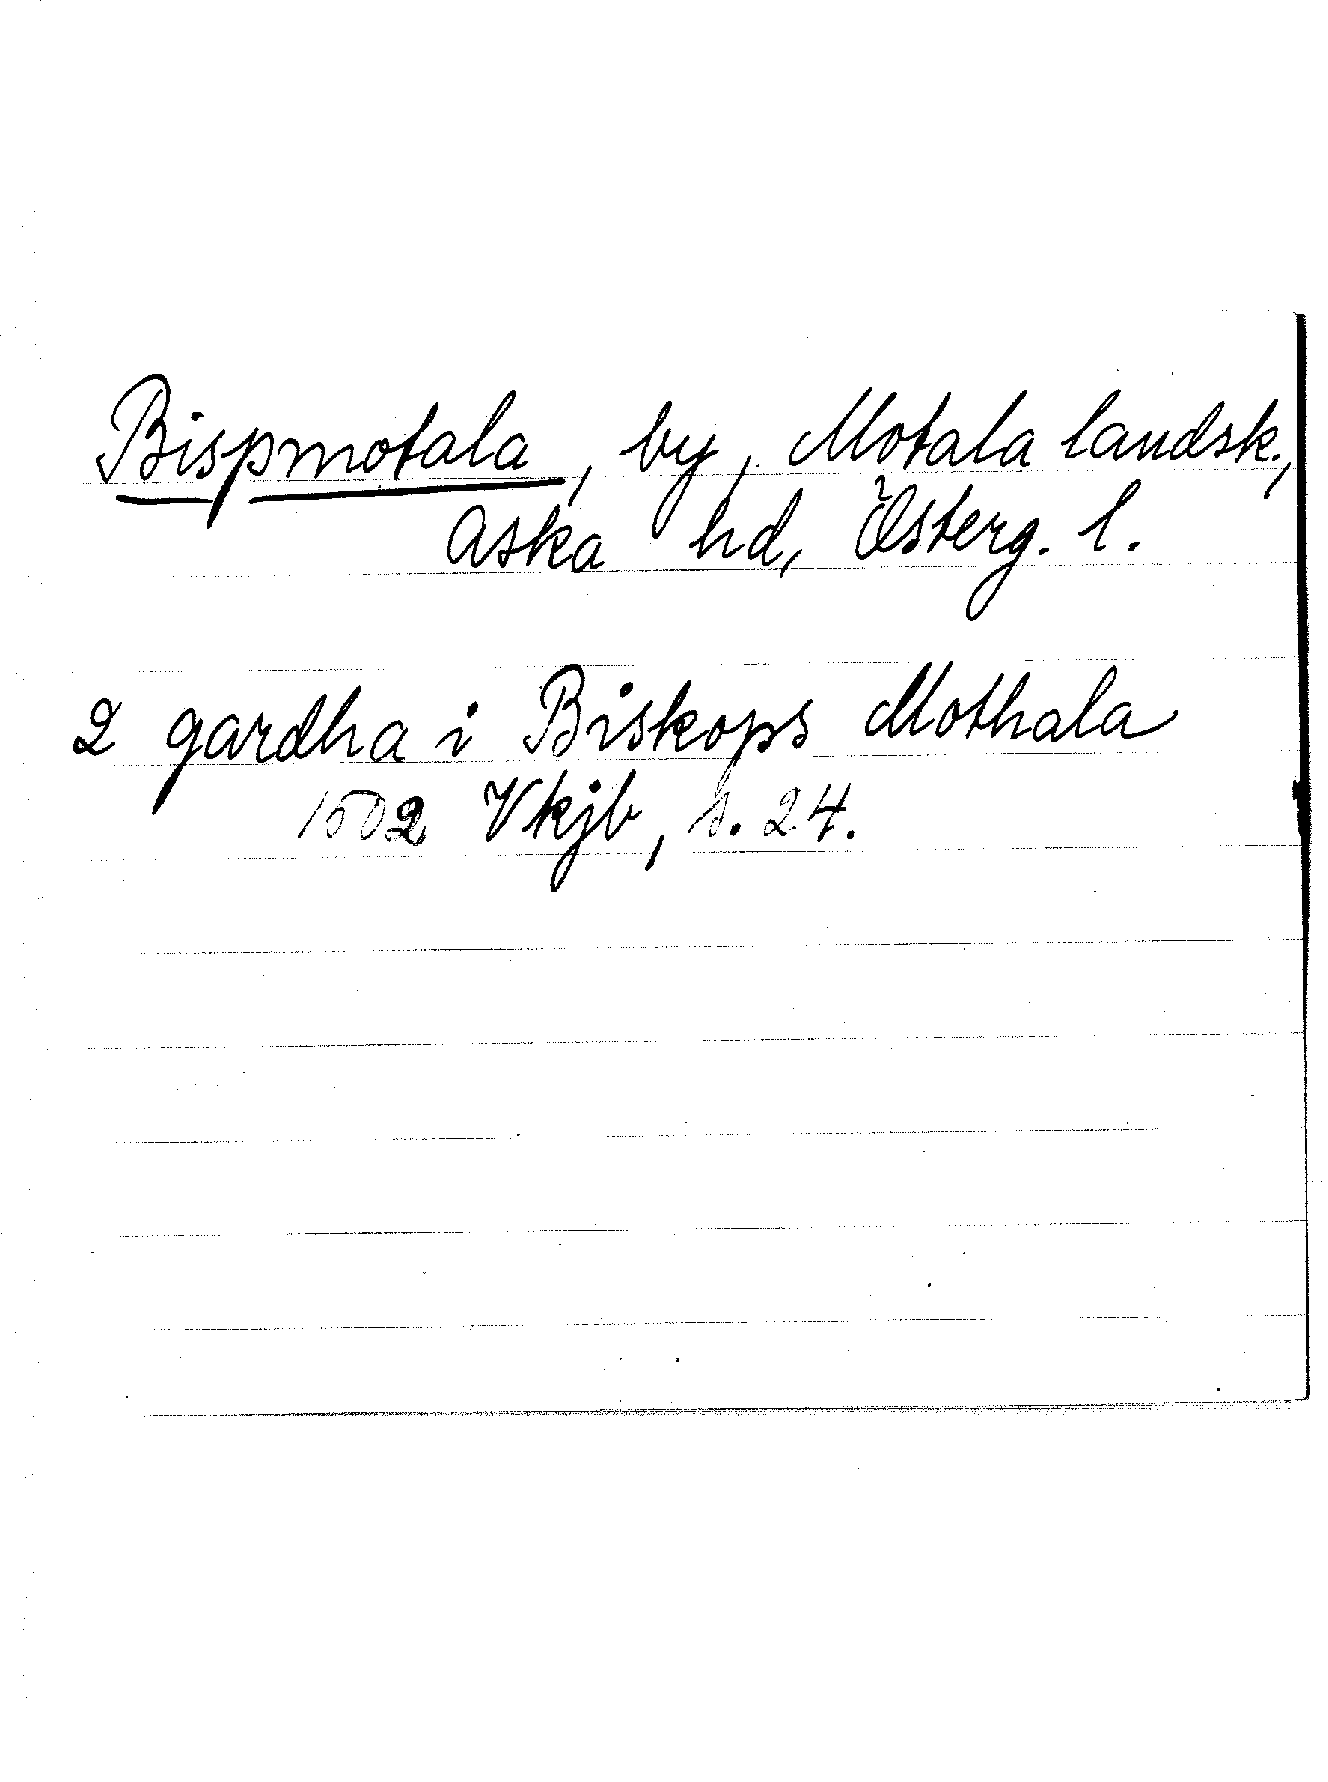 Bispmotala, by, Motala landsk.,
Aska hd, Österg. l.
2 gardha i Biskops Mothala
1502 Vkjb, s. 24.